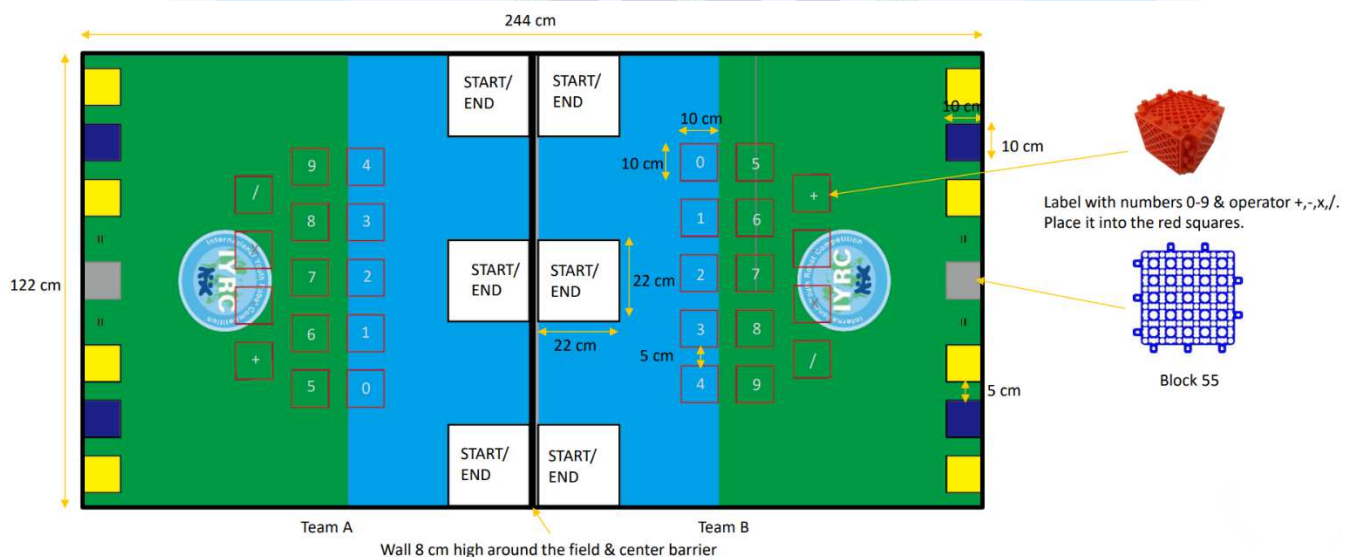 244 cm
START/
END
START/
END
10 cm
10 cm
10 cm
10 cm
9
4
0
5
/
+
Label with numbers 0-9 & operator +,-,x,/.
Place it into the red squares.
8
3
1
6
=
=
IYRC
IYRC
7
2
START/
END
START/
END
2
7
122 cm
22 cm
=
=
6
1
3
8
22 cm
5 cm
+
/
Block 55
5
0
4
9
5 cm
START/
END
START/
END
Team A
Team B
Wall 8 cm high around the field & center barrier